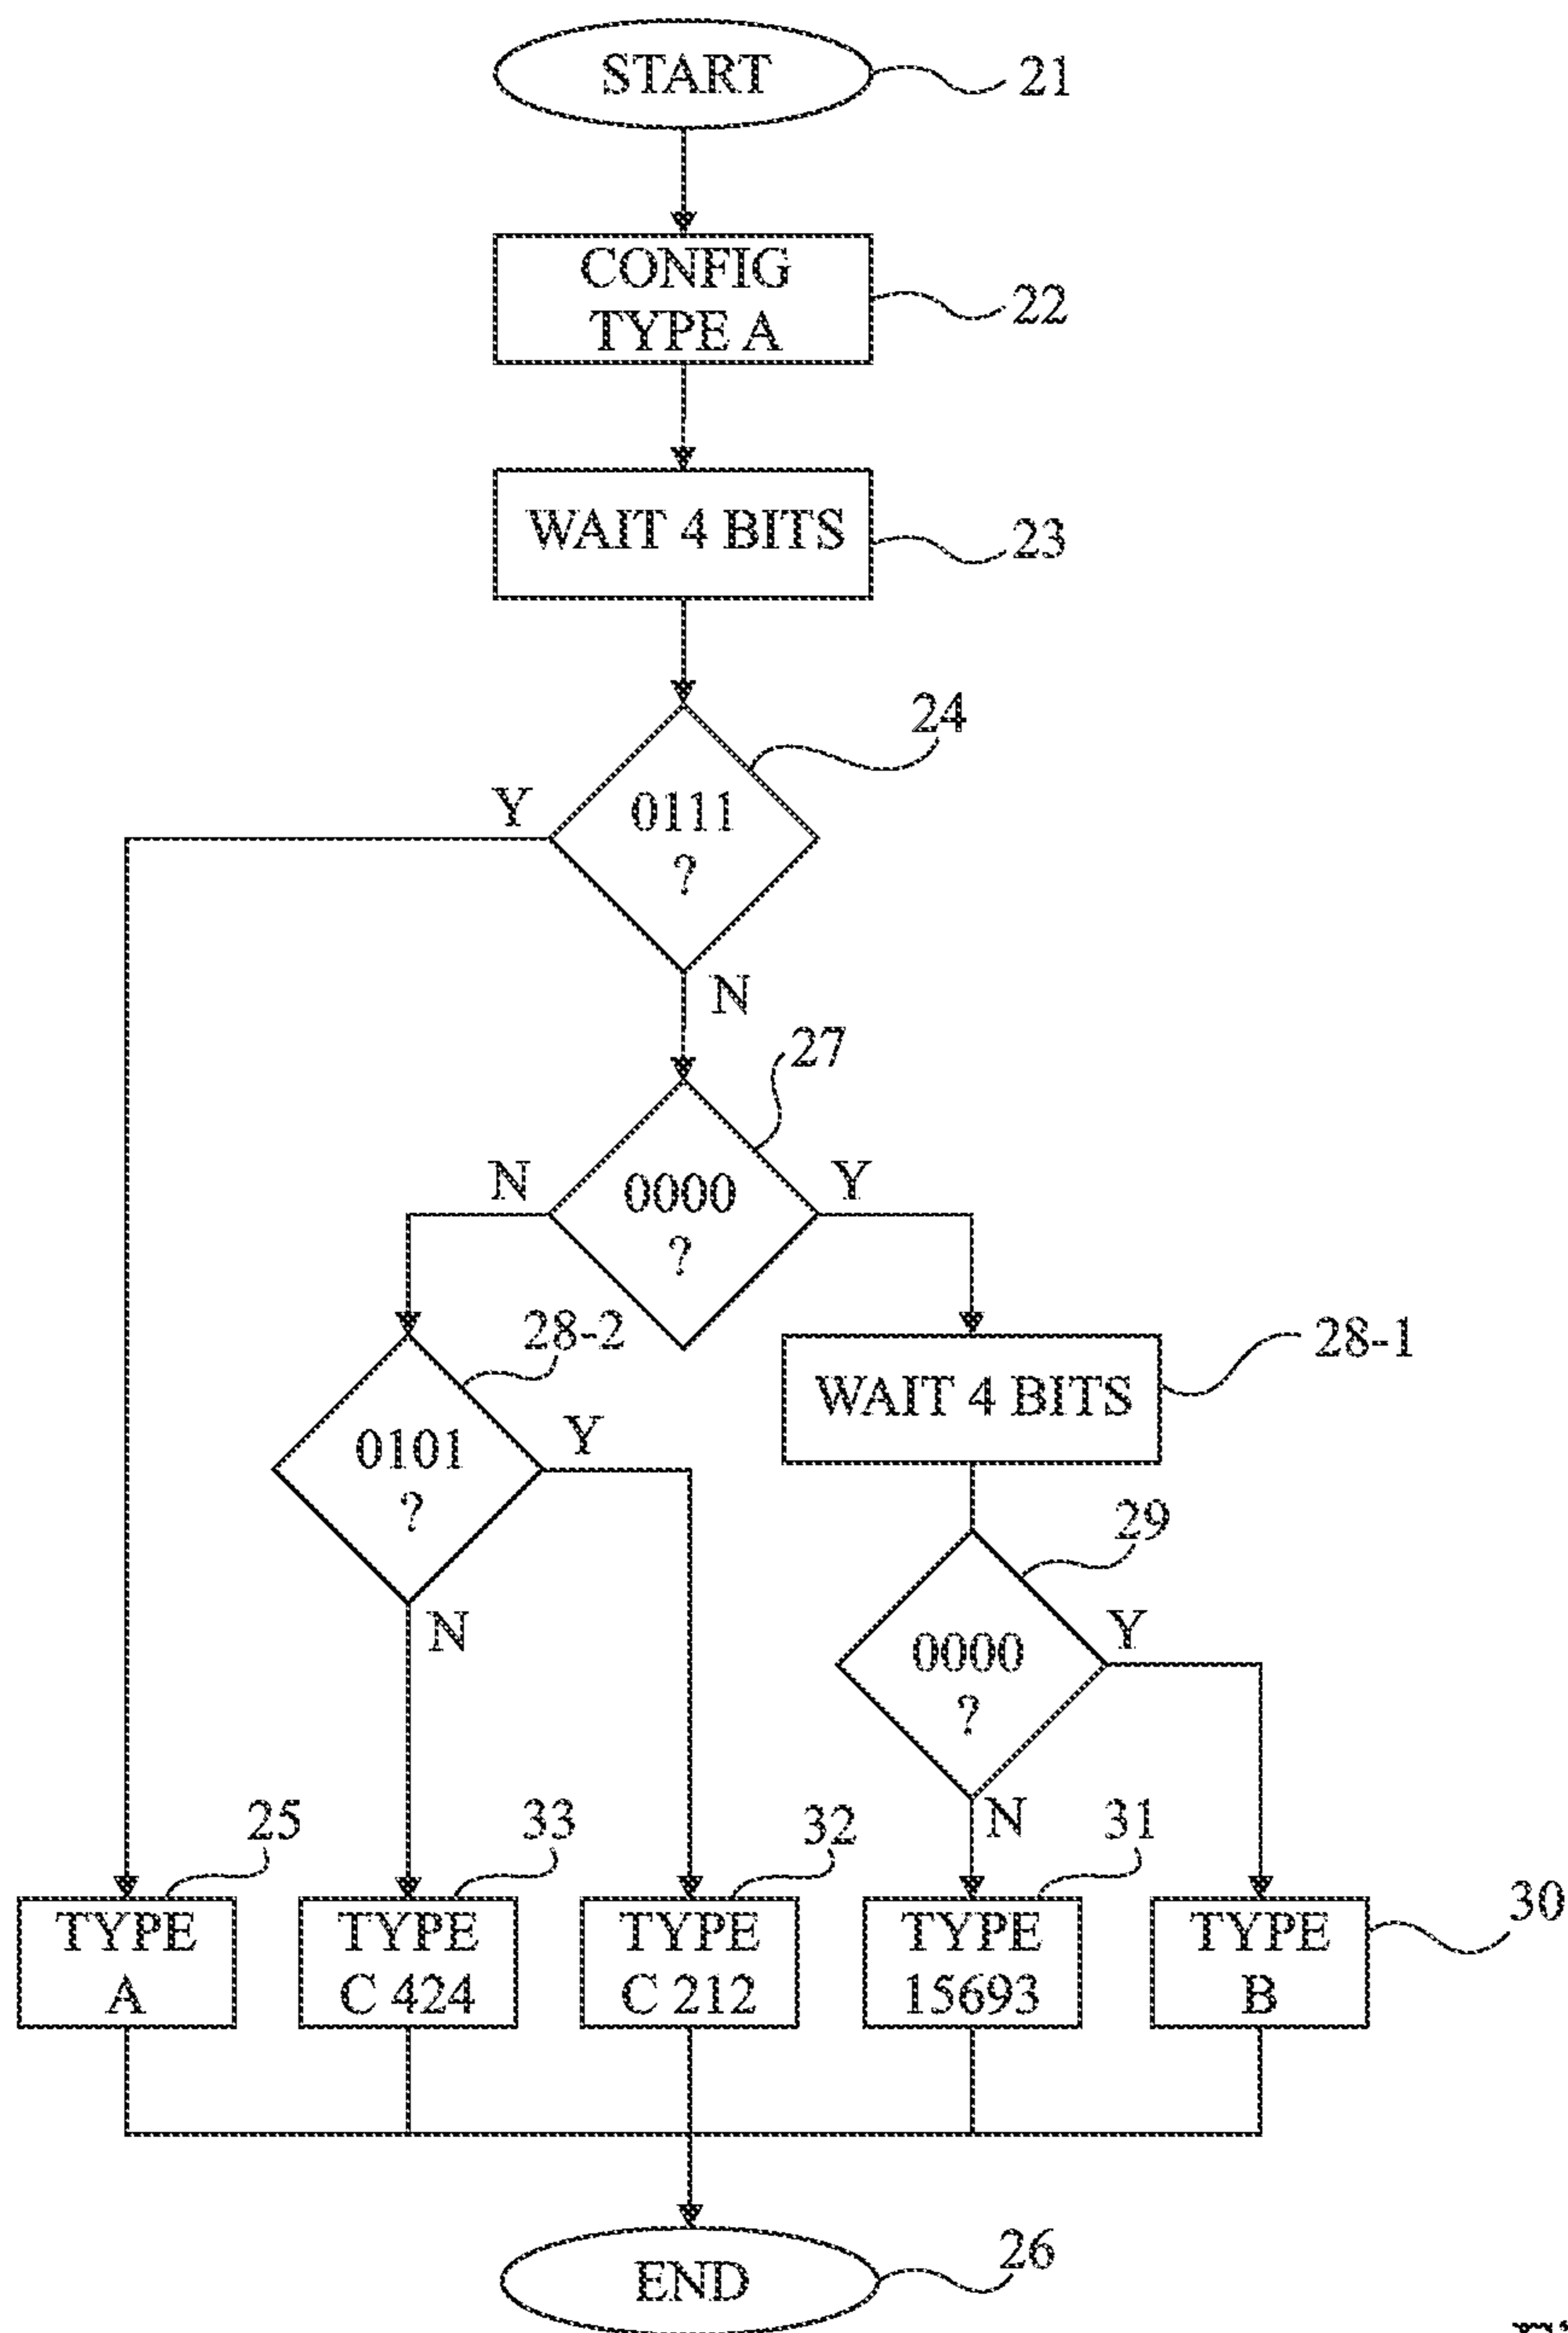 START
21
CONFIG
TYPE A
22
WAIT 4 BITS
23
24
0111
?
Y
N
27
0000
?
N
Y
28-2
0101
?
Y
N
28-1
WAIT 4 BITS
29
0000
?
Y
N
25
TYPE
A
33
TYPE
C 424
32
TYPE
C 212
31
TYPE
15693
30
TYPE
B
END
26